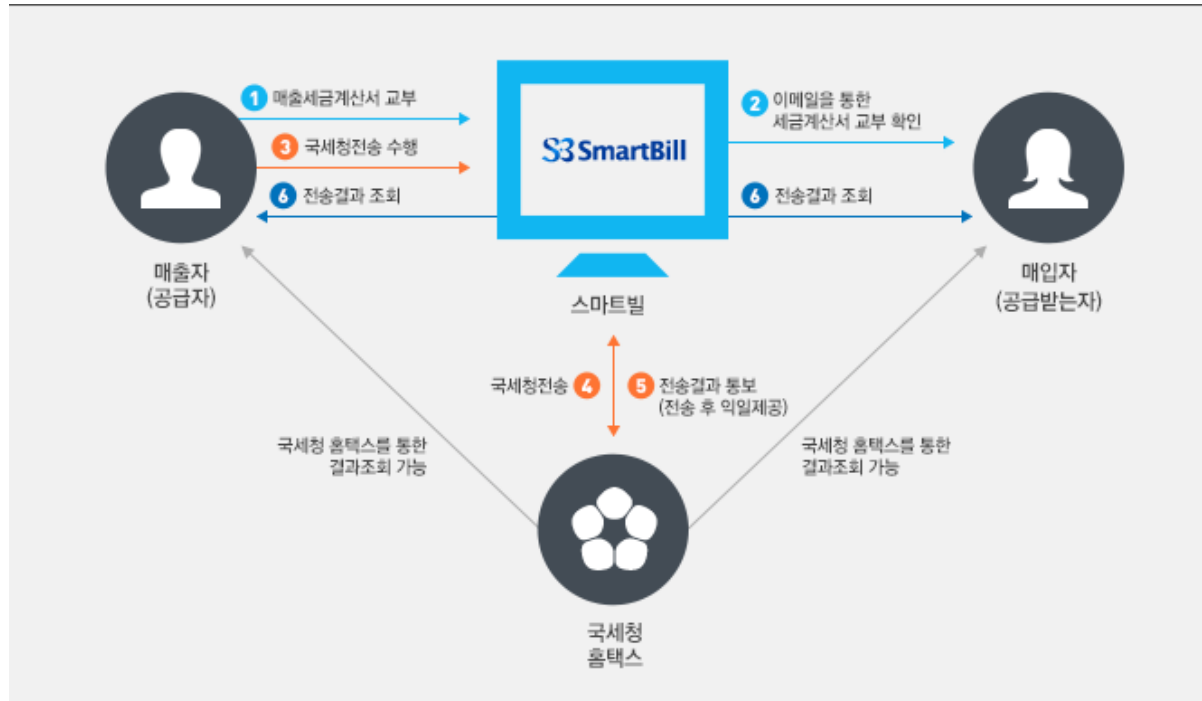 1 매출세금계산서 교부
3 국세청전송 수행
6 전송결과 조회
SB SmartBill
2 이메일을 통한
세금계산서 교부 확인
6 전송결과 조회
매출자
(공급자)
스마트빌
매입자
(공급받는자)
국세청전송 4
5 전송결과 통보
(전송 후 익일제공)
국세청 홈택스를 통한
결과조회 가능
국세청 홈택스를 통한
결과조회 가능
국세청
홈택스